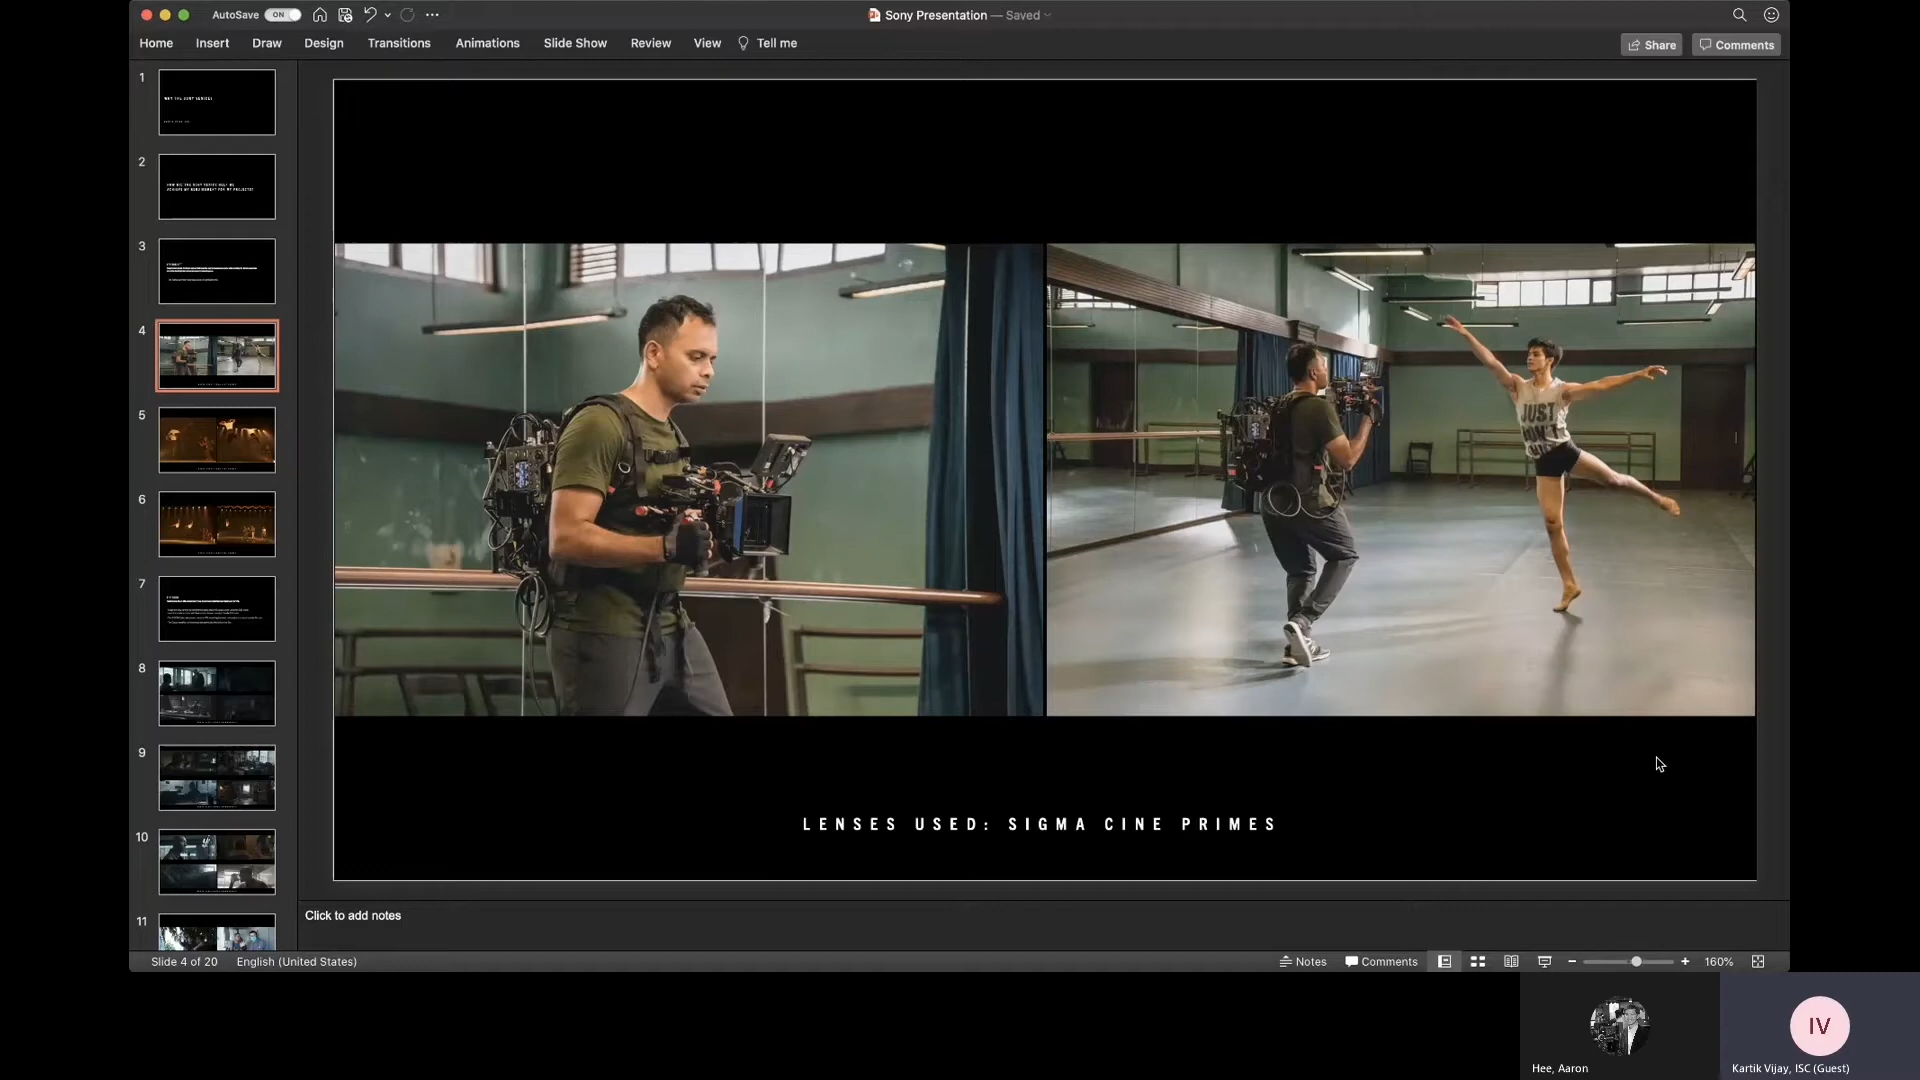 AutoSave ON
Sony Presentation — Saved
Home Insert Draw Design Transitions Animations Slide Show Review View Tell me
Share Comments
1
2
3
4
5
6
7
8
9
10
11
JUST
DON'T
LENSES USED: SIGMA CINE PRIMES
Click to add notes
Slide 4 of 20 English (United States)
Notes Comments 160%
IV
Hee, Aaron
Kartik Vijay, ISC (Guest)